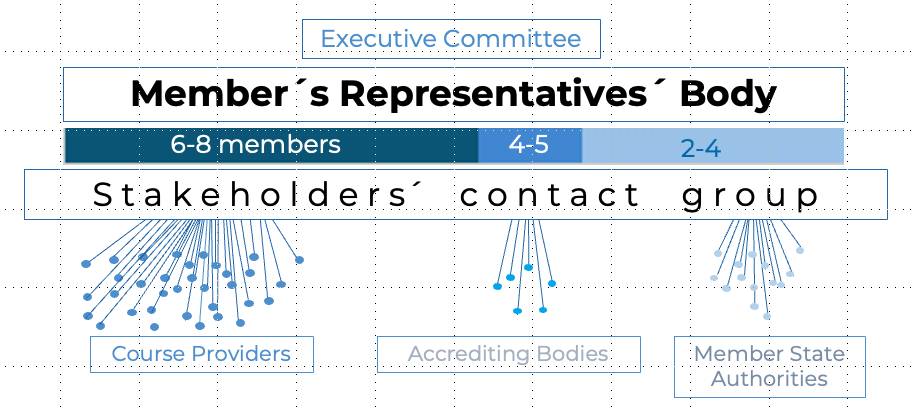 Executive Committee
Member´s Representatives´ Body
6-8 members 4-5 2-4
Stakeholders´ contact group
Course Providers Accrediting Bodies Member State
Authorities